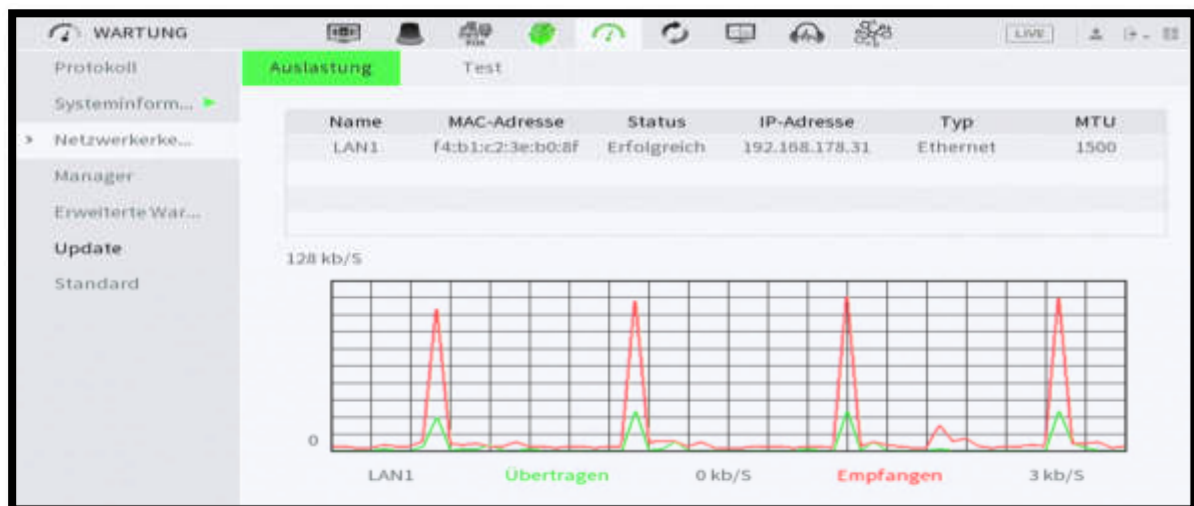 WARTUNG LIVE
Protokoll Auslastung Test
Systeminform...
Name MAC-Adresse Status IP-Adresse Typ MTU
Netzwerkerke... LAN1 f4:b1:c2:3e:b0:8f Erfolgreich 192.168.178.31 Ethernet 1500
Manager
Erweiterte War...
Update
128 kb/S
Standard
0
LAN1 Übertragen 0 kb/S Empfangen 3 kb/S